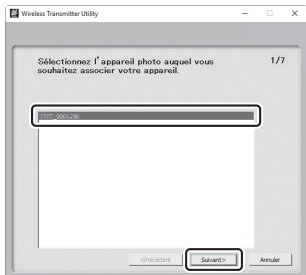 Wireless Transmitter Utility
Sélectionnez l'appareil photo auquel vous
souhaitez associer votre appareil.
1/7
<Précédent
Suivant>
Annuler